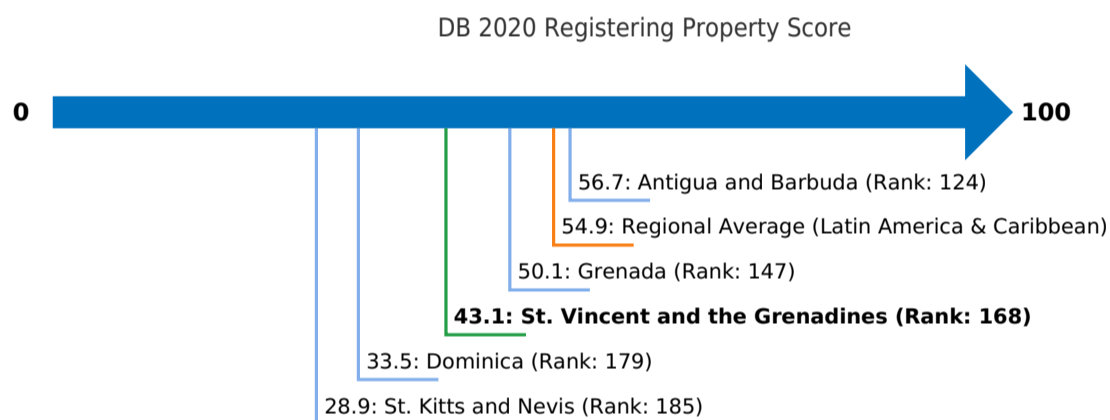 DB 2020 Registering Property Score
0
100
56.7: Antigua and Barbuda (Rank: 124)
54.9: Regional Average (Latin America & Caribbean)
50.1: Grenada (Rank: 147)
43.1: St. Vincent and the Grenadines (Rank: 168)
33.5: Dominica (Rank: 179)
28.9: St. Kitts and Nevis (Rank: 185)